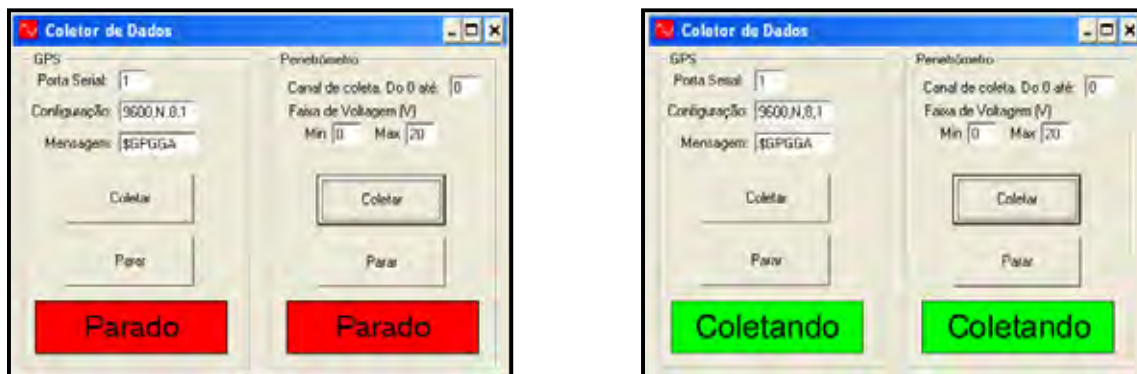 Coletor de Dados
GPS
Porta Serial: 1
Configuração: 9600,N,8,1
Mensagem: $GPGGA
Coletar
Parar
Parado
Penetrômetro
Canal de coleta. Do 0 até: 0
Faixa de Voltagem (V)
Min 0 Max 20
Coletar
Parar
Parado
Coletor de Dados
GPS
Porta Serial: 1
Configuração: 9600,N,8,1
Mensagem: $GPGGA
Coletar
Parar
Coletando
Penetrômetro
Canal de coleta. Do 0 até: 0
Faixa de Voltagem (V)
Min 0 Max 20
Coletar
Parar
Coletando